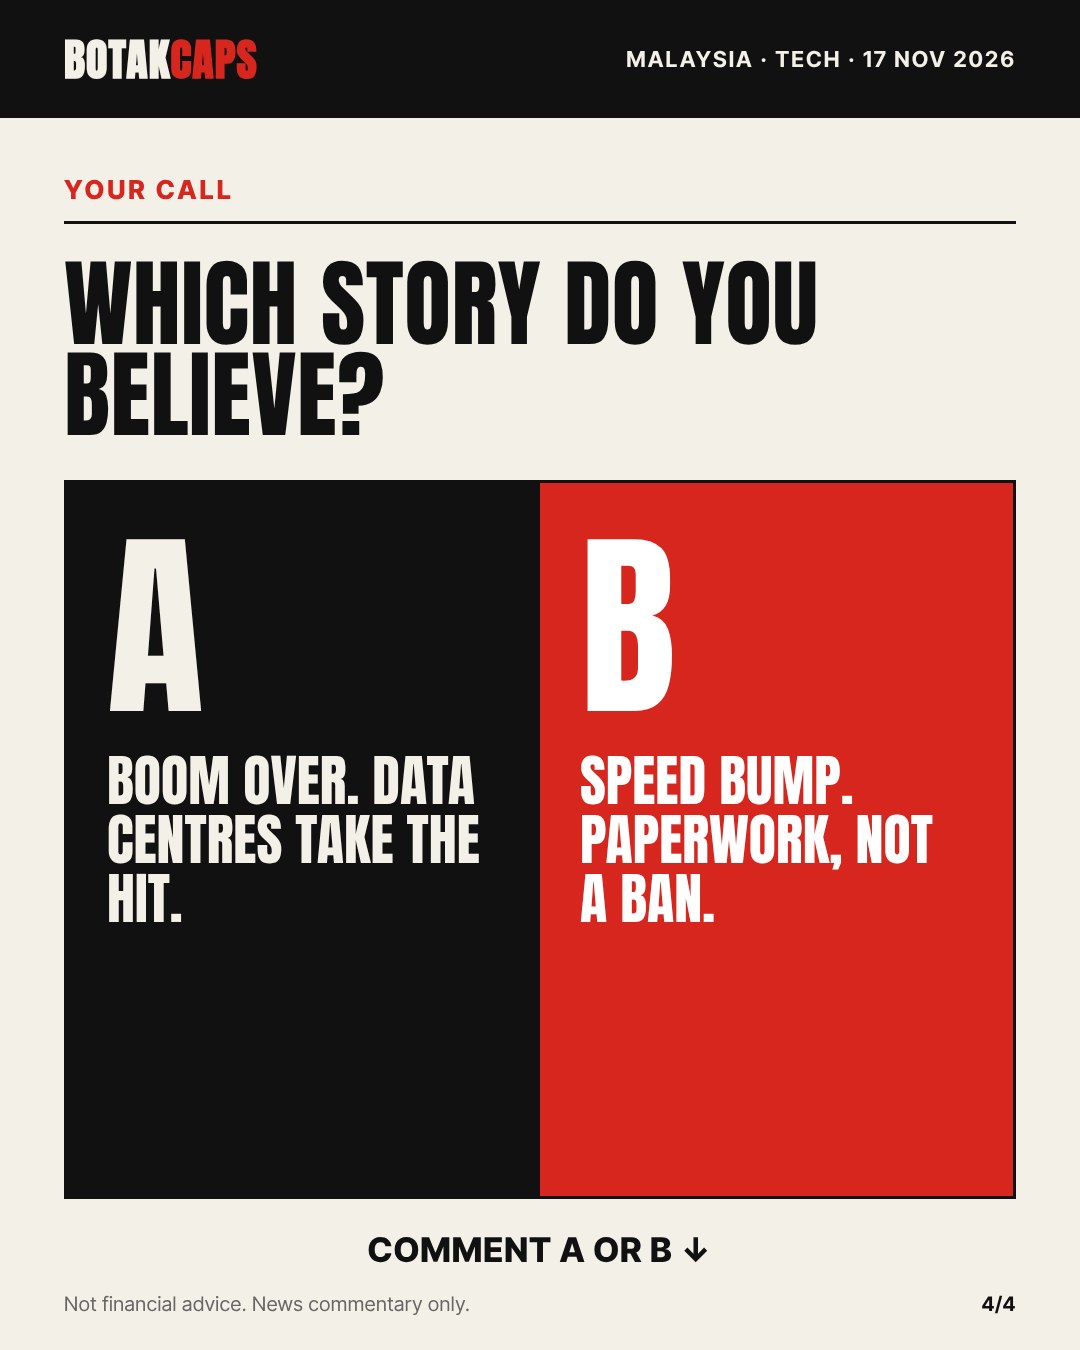 BOTAKCAPS
MALAYSIA · TECH · 17 NOV 2026
YOUR CALL
WHICH STORY DO YOU
BELIEVE?
A
BOOM OVER. DATA
CENTRES TAKE THE
HIT.
B
SPEED BUMP.
PAPERWORK, NOT
A BAN.
COMMENT A OR B ↓
Not financial advice. News commentary only.
4/4